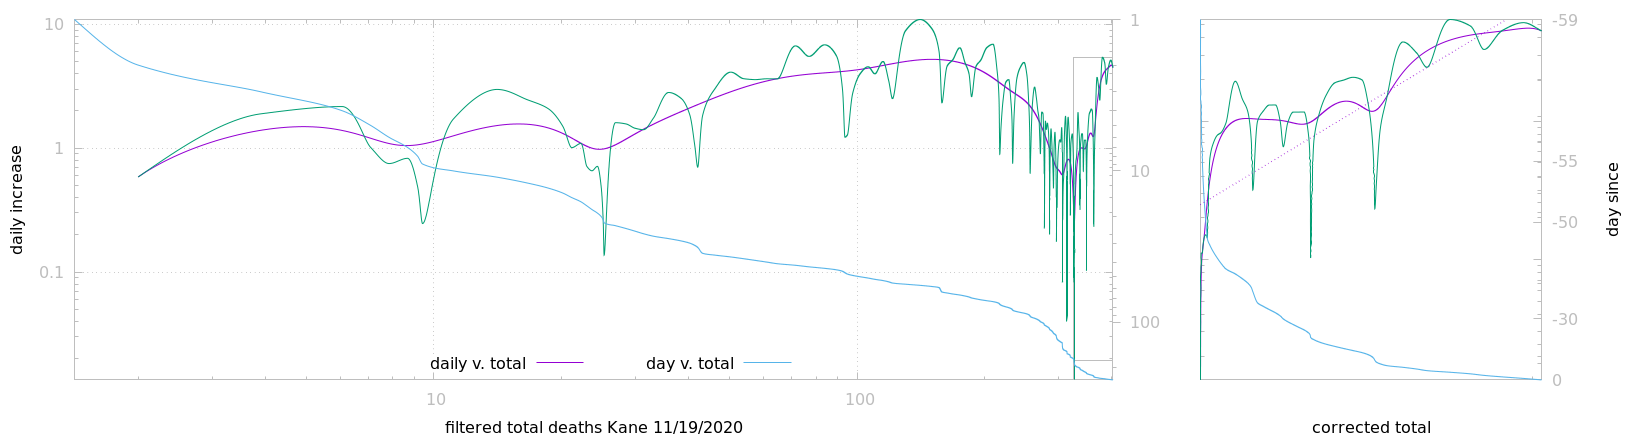 10
1
0.1
daily increase
daily v. total
day v. total
10
100
filtered total deaths Kane 11/19/2020
1
10
100
-59
-55
-50
-30
0
day since
corrected total